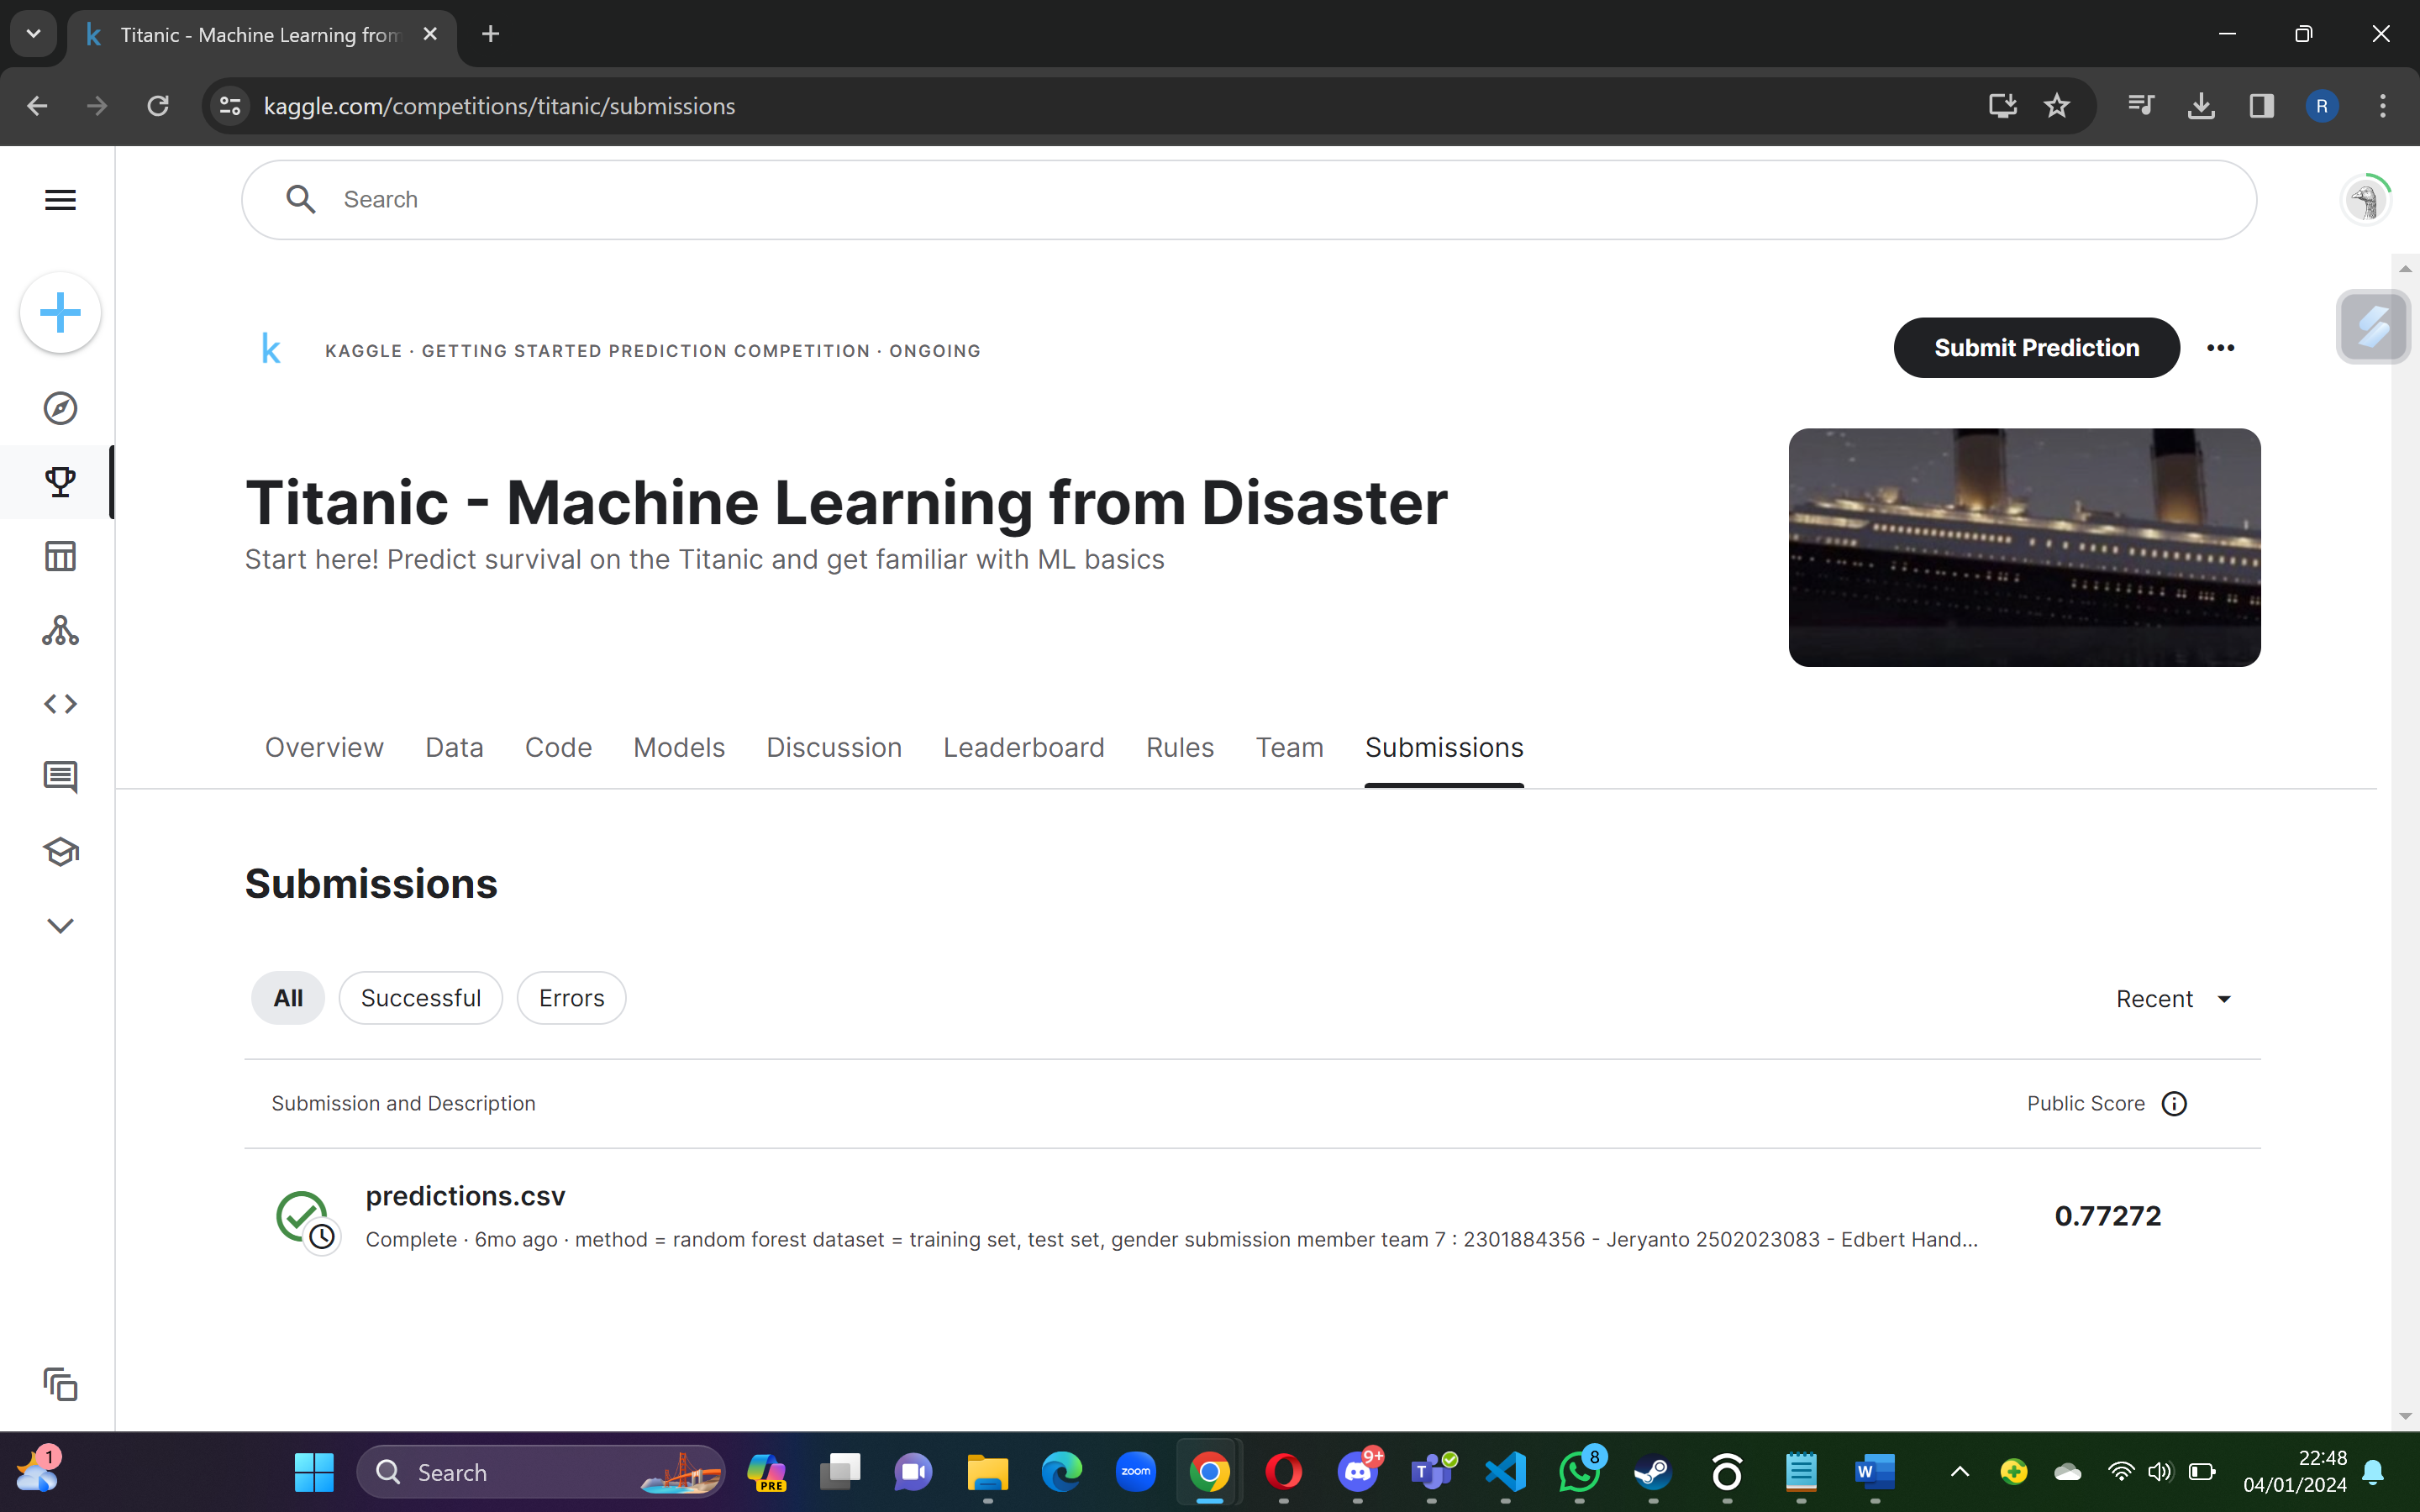 Titanic - Machine Learning from
kaggle.com/competitions/titanic/submissions
R
Search
k KAGGLE · GETTING STARTED PREDICTION COMPETITION · ONGOING
Submit Prediction
Titanic - Machine Learning from Disaster
Start here! Predict survival on the Titanic and get familiar with ML basics
Overview Data Code Models Discussion Leaderboard Rules Team Submissions
Submissions
All Successful Errors Recent
Submission and Description Public Score
predictions.csv
0.77272
Complete · 6mo ago · method = random forest dataset = training set, test set, gender submission member team 7 : 2301884356 - Jeryanto 2502023083 - Edbert Hand...
1 Search PRE zoom 9+ T 8 W
22:48
04/01/2024